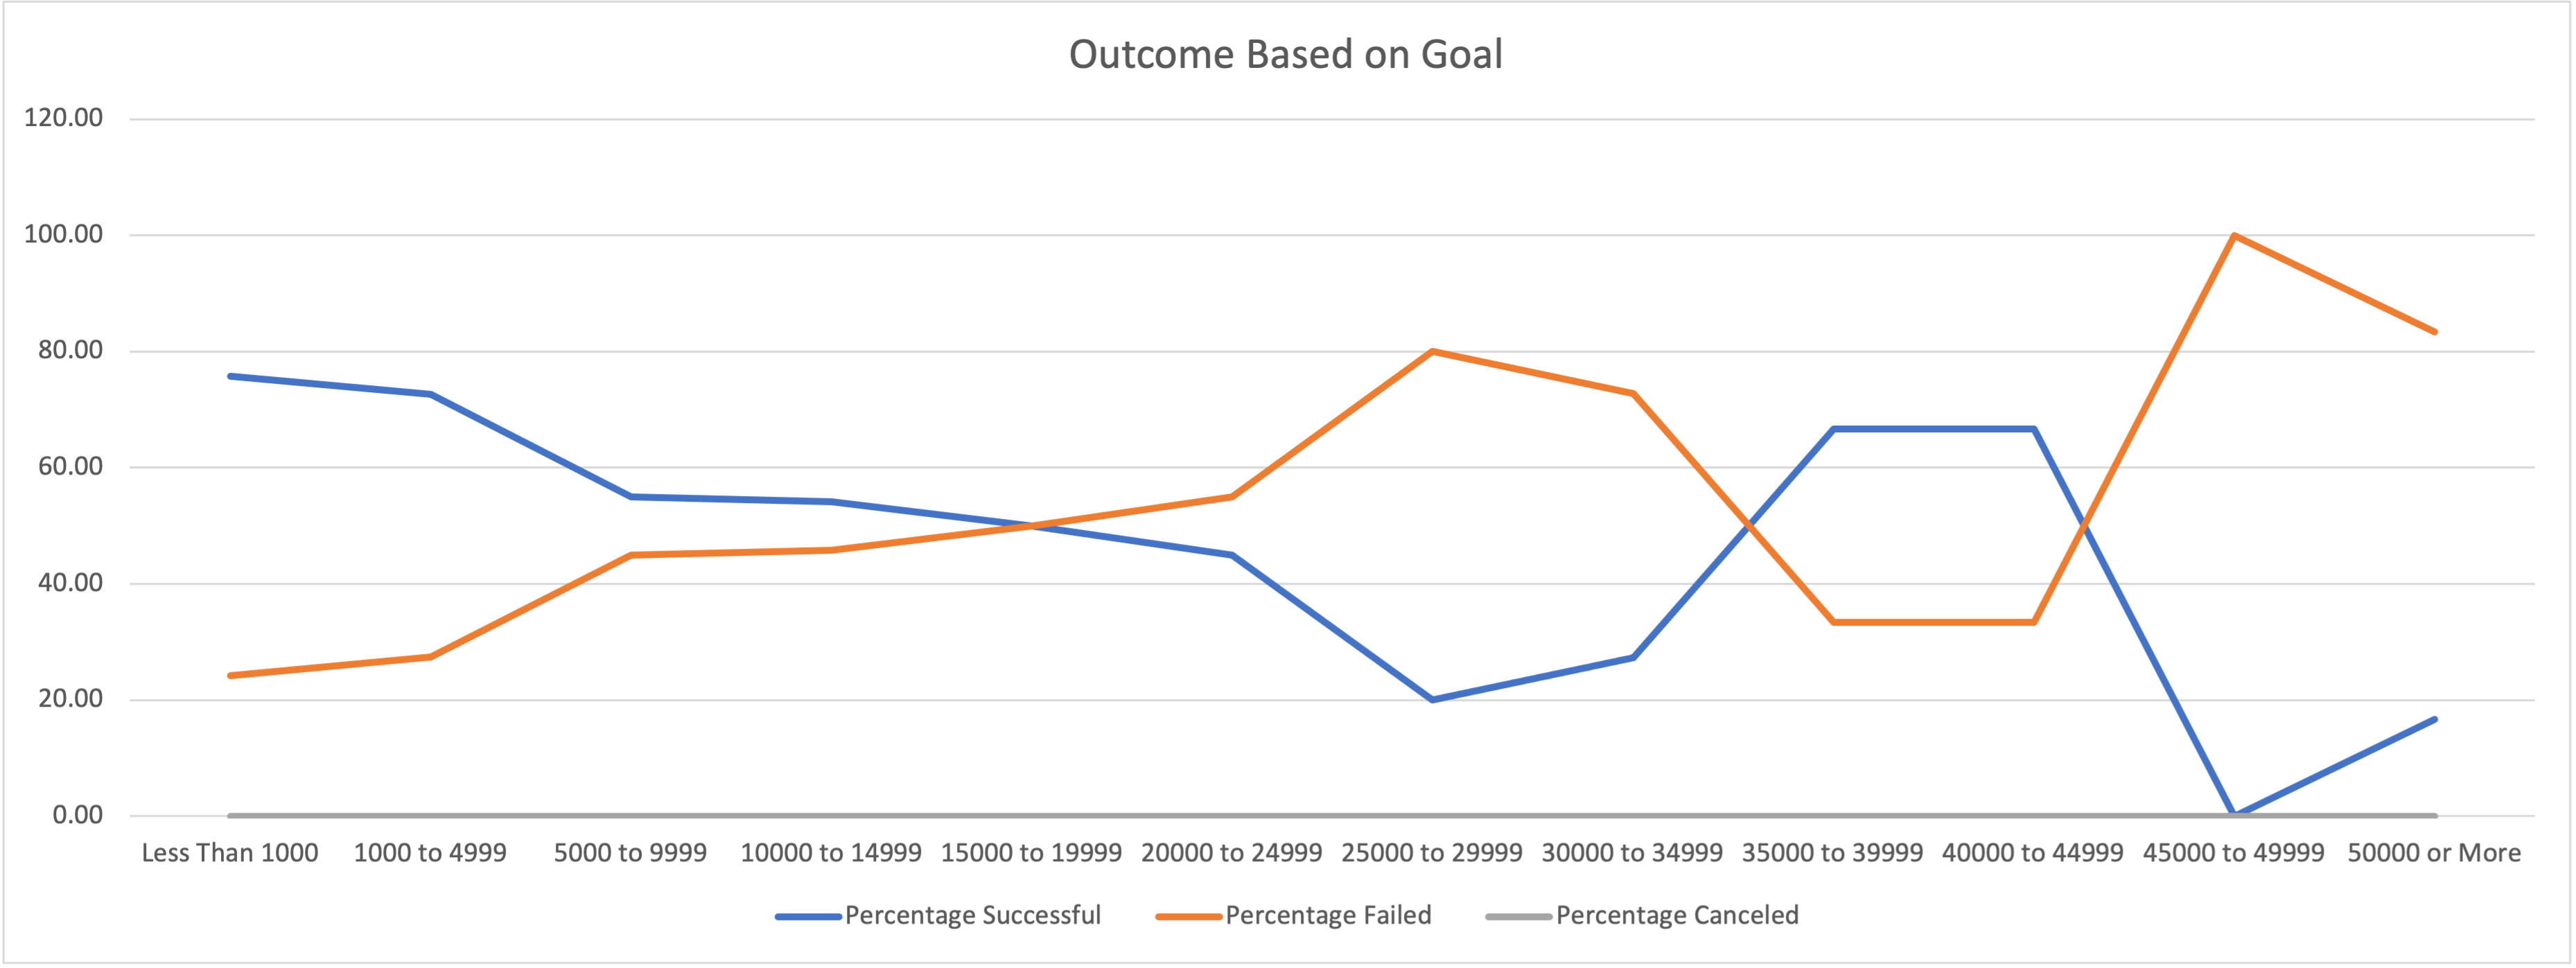 Outcome Based on Goal
120.00
100.00
80.00
60.00
40.00
20.00
0.00
Less Than 1000 1000 to 4999 5000 to 9999 10000 to 14999 15000 to 19999 20000 to 24999 25000 to 29999 30000 to 34999 35000 to 39999 40000 to 44999 45000 to 49999 50000 or More
Percentage Successful Percentage Failed Percentage Canceled